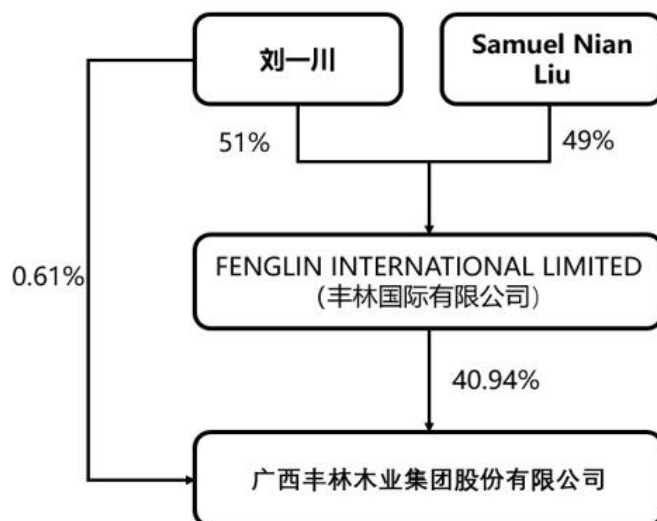 刘一川
Samuel Nian
Liu
51%
49%
0.61%
FENGLIN INTERNATIONAL LIMITED
（丰林国际有限公司）
40.94%
广西丰林木业集团股份有限公司